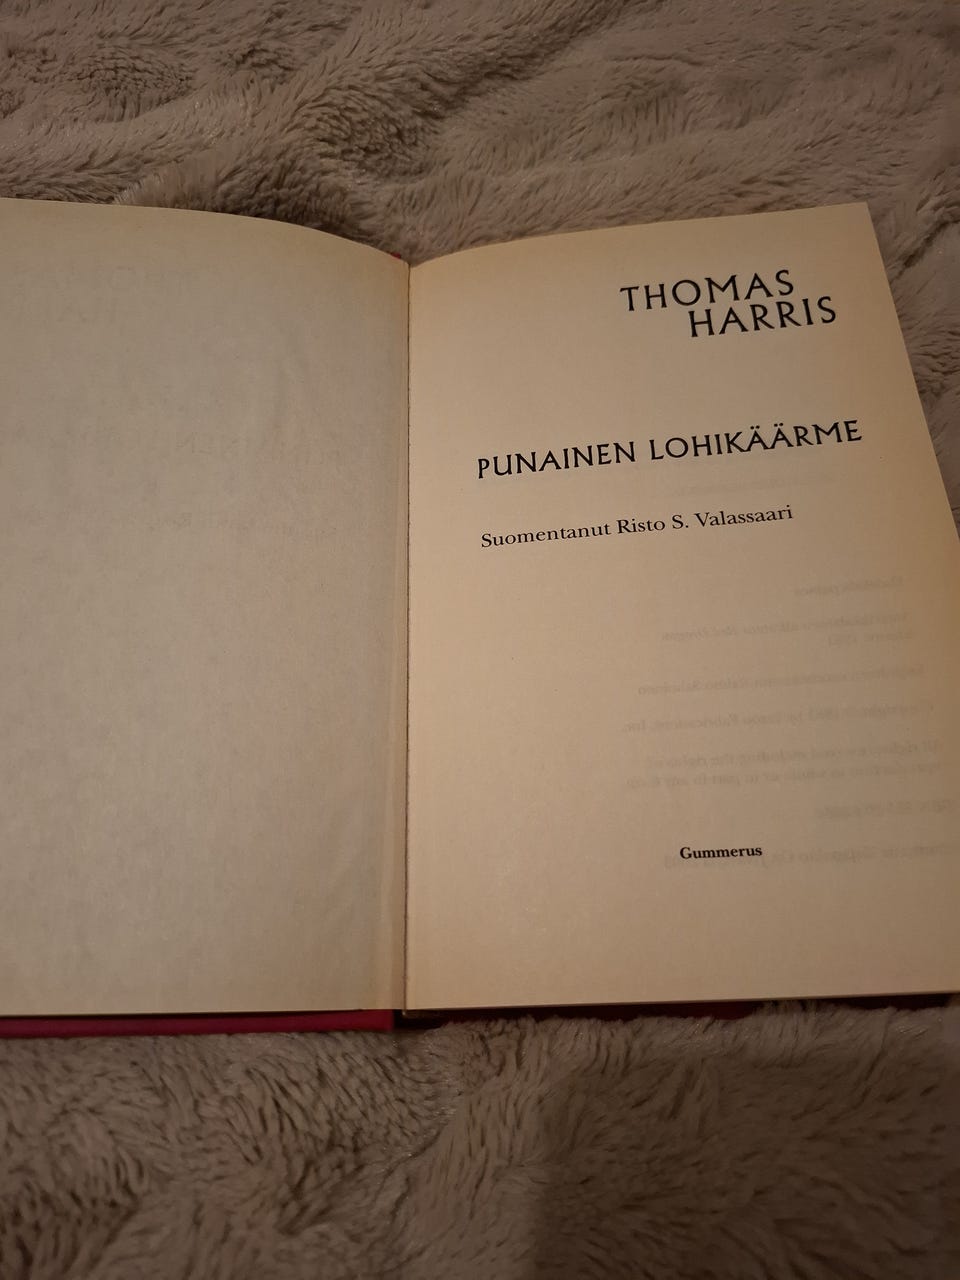 THOMAS
HARRIS
PUNAINEN LOHIKÄÄRME
Suomentanut Risto S. Valassaari
Gummerus